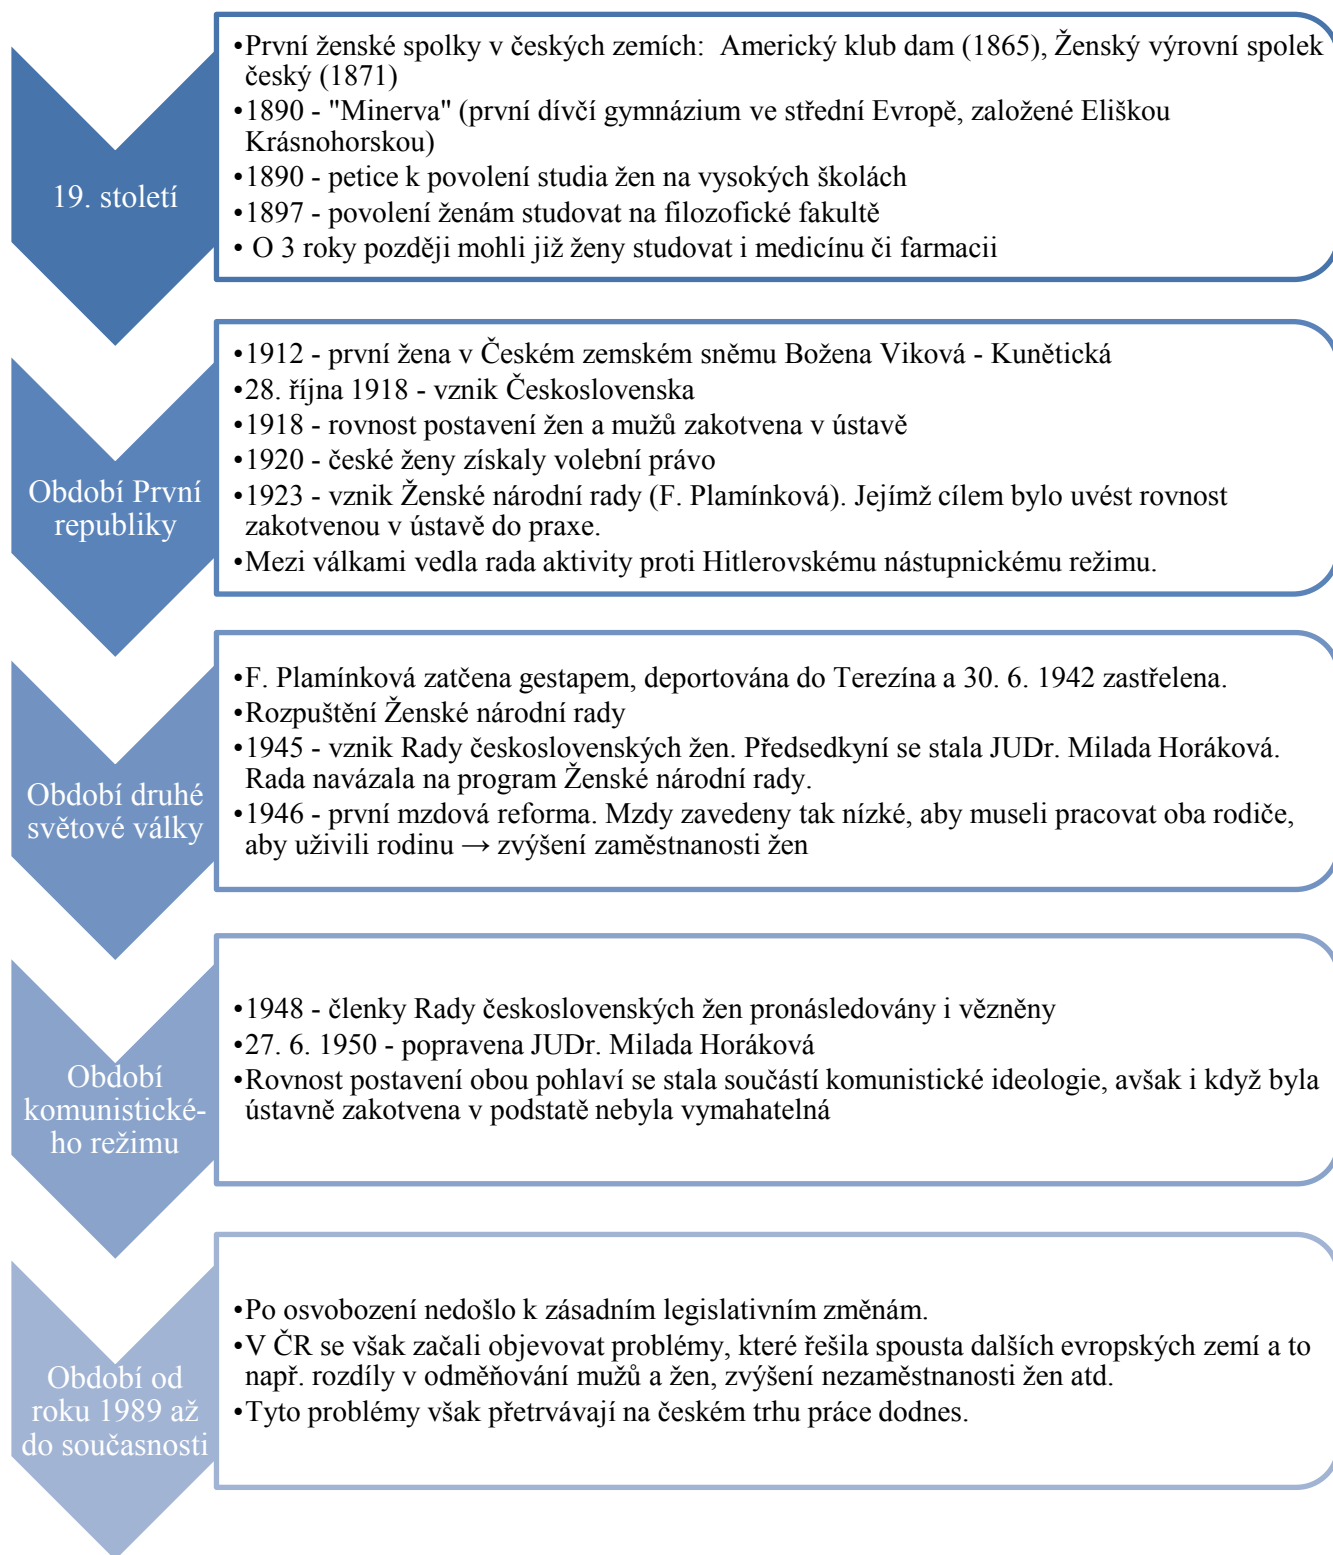 19. století
•První ženské spolky v českých zemích:  Americký klub dam (1865), Ženský výrovní spolek
český (1871)
•1890 - "Minerva" (první dívčí gymnázium ve střední Evropě, založené Eliškou
Krásnohorskou)
•1890 - petice k povolení studia žen na vysokých školách
•1897 - povolení ženám studovat na filozofické fakultě
• O 3 roky později mohli již ženy studovat i medicínu či farmacii
Období První
republiky
•1912 - první žena v Českém zemském sněmu Božena Viková - Kunětická
•28. října 1918 - vznik Československa
•1918 - rovnost postavení žen a mužů zakotvena v ústavě
•1920 - české ženy získaly volební právo
•1923 - vznik Ženské národní rady (F. Plamínková). Jejímž cílem bylo uvést rovnost
zakotvenou v ústavě do praxe.
•Mezi válkami vedla rada aktivity proti Hitlerovskému nástupnickému režimu.
Období druhé
světové války
•F. Plamínková zatčena gestapem, deportována do Terezína a 30. 6. 1942 zastřelena.
•Rozpuštění Ženské národní rady
•1945 - vznik Rady československých žen. Předsedkyní se stala JUDr. Milada Horáková.
Rada navázala na program Ženské národní rady.
•1946 - první mzdová reforma. Mzdy zavedeny tak nízké, aby museli pracovat oba rodiče,
aby uživili rodinu → zvýšení zaměstnanosti žen
Období
komunistické-
ho režimu
•1948 - členky Rady československých žen pronásledovány i vězněny
•27. 6. 1950 - popravena JUDr. Milada Horáková
•Rovnost postavení obou pohlaví se stala součástí komunistické ideologie, avšak i když byla
ústavně zakotvena v podstatě nebyla vymahatelná
Období od
roku 1989 až
do současnosti
•Po osvobození nedošlo k zásadním legislativním změnám.
•V ČR se však začali objevovat problémy, které řešila spousta dalších evropských zemí a to
např. rozdíly v odměňování mužů a žen, zvýšení nezaměstnanosti žen atd.
•Tyto problémy však přetrvávají na českém trhu práce dodnes.